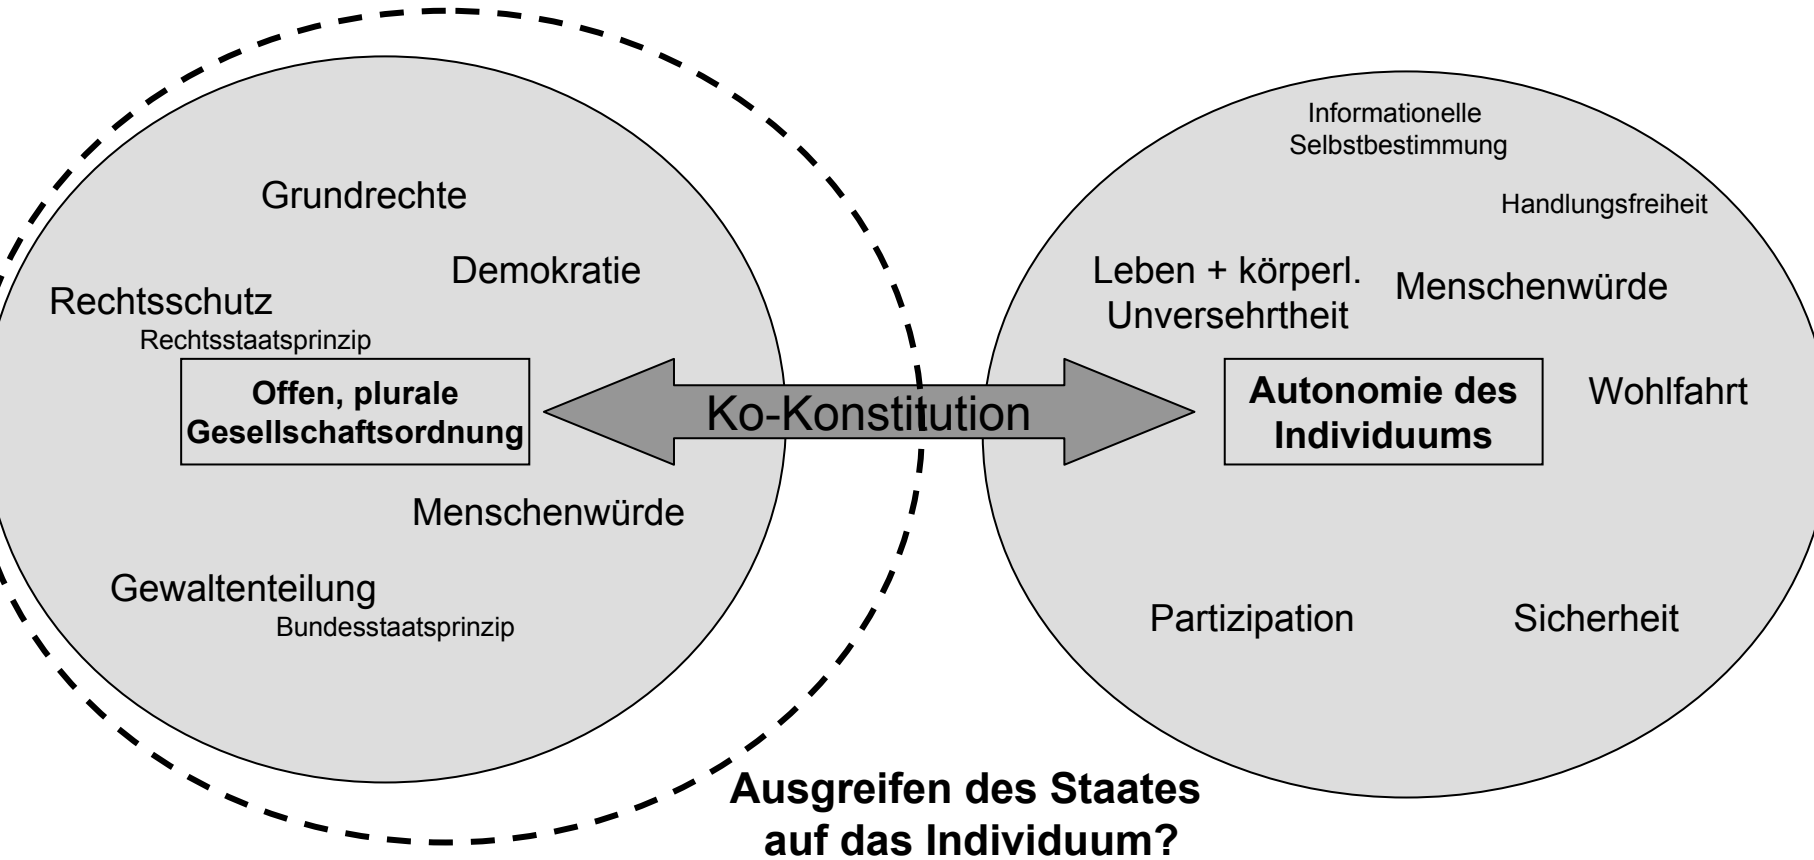 Grundrechte
Demokratie
Rechtsschutz
Rechtsstaatsprinzip
Offen, plurale
Gesellschaftsordnung
Menschenwürde
Gewaltenteilung
Bundesstaatsprinzip
Ko-Konstitution
Informationelle
Selbstbestimmung
Handlungsfreiheit
Leben + körperl.
Unversehrtheit
Menschenwürde
Autonomie des
Individuums
Wohlfahrt
Partizipation
Sicherheit
Ausgreifen des Staates
auf das Individuum?